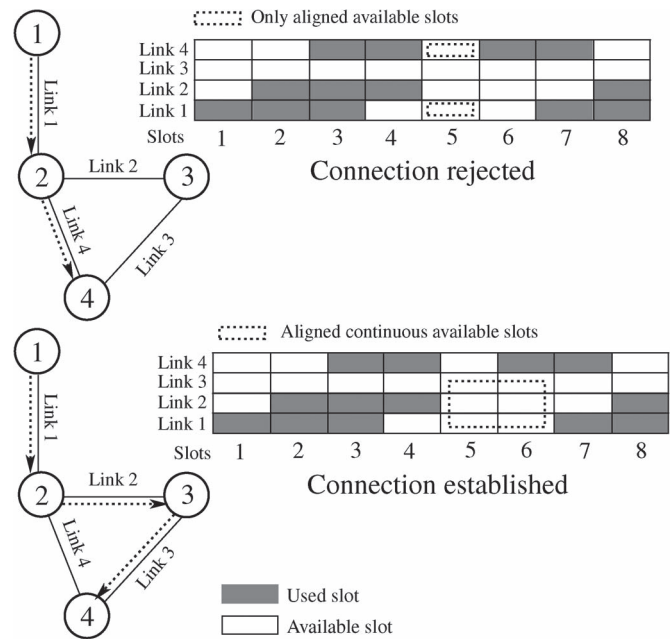 1
Link 1
2
Link 2
3
Link 4
Link 3
4
Only aligned available slots
Link 4
Link 3
Link 2
Link 1
Slots 1 2 3 4 5 6 7 8
Connection rejected
1
Link 1
2
Link 2
3
Link 4
Link 3
4
Aligned continuous available slots
Link 4
Link 3
Link 2
Link 1
Slots 1 2 3 4 5 6 7 8
Connection established
Used slot
Available slot